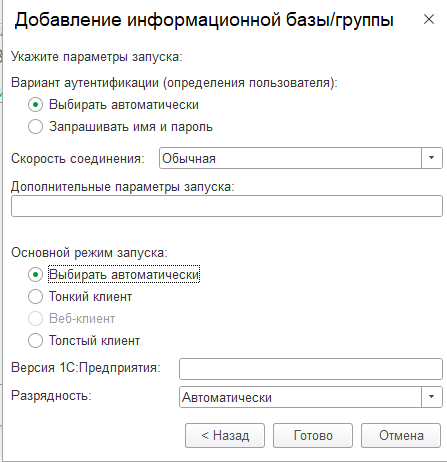 Добавление информационной базы/группы
Укажите параметры запуска:
Вариант аутентификации (определения пользователя):
Выбирать автоматически
Запрашивать имя и пароль
Скорость соединения: Обычная
Дополнительные параметры запуска:
Основной режим запуска:
Выбирать автоматически
Тонкий клиент
Веб-клиент
Толстый клиент
Версия 1С:Предприятия:
Разрядность: Автоматически
< Назад Готово Отмена